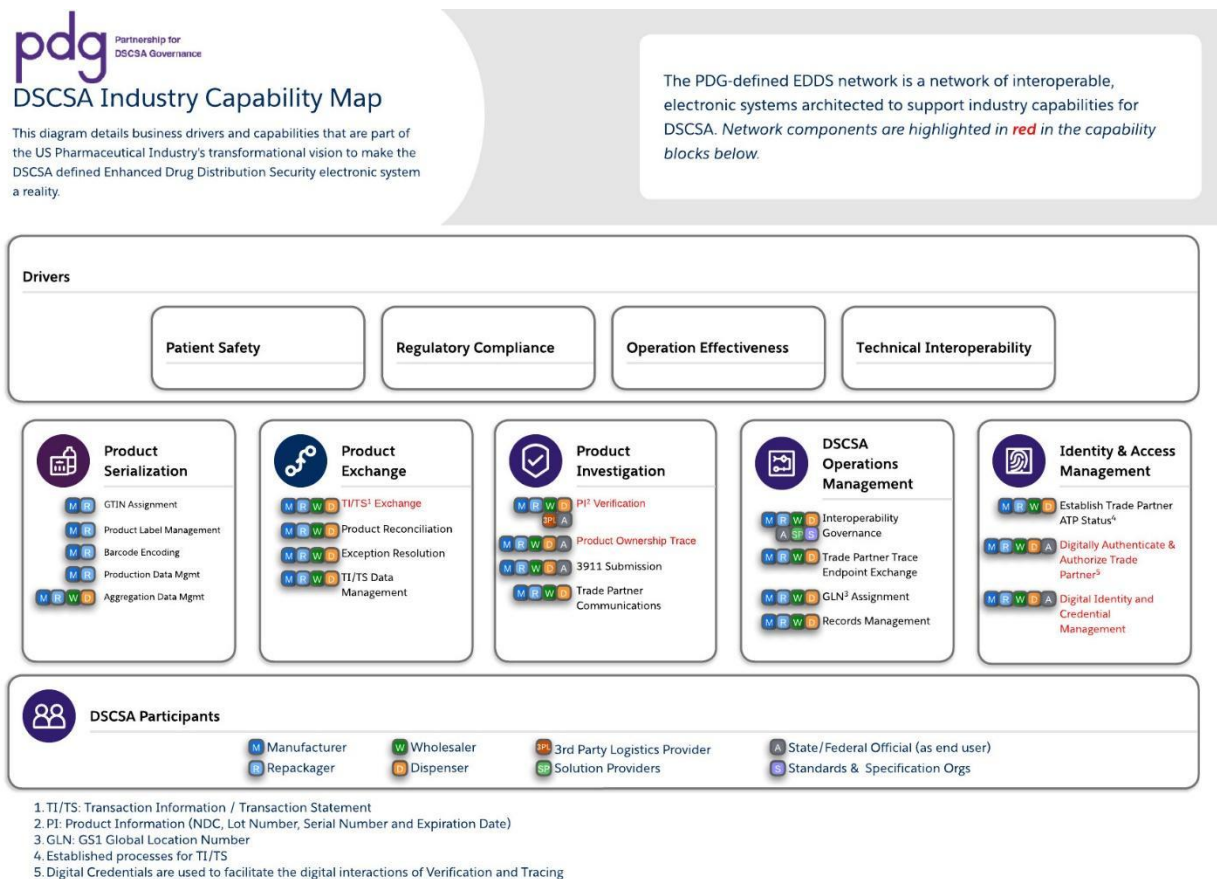 pdg
Partnership for
DSCSA Governance
DSCSA Industry Capability Map
This diagram details business drivers and capabilities that are part of
the US Pharmaceutical Industry's transformational vision to make the
DSCSA defined Enhanced Drug Distribution Security electronic system
a reality.
The PDG-defined EDDS network is a network of interoperable,
electronic systems architected to support industry capabilities for
DSCSA. Network components are highlighted in red in the capability
blocks below.
Drivers
Patient Safety
Regulatory Compliance
Operation Effectiveness
Technical Interoperability
Product
Serialization
M R GTIN Assignment
M R Product Label Management
M R Barcode Encoding
M R Production Data Mgmt
M R W D Aggregation Data Mgmt
Product
Exchange
M R W D TI/TS¹ Exchange
M R W D Product Reconciliation
M R W D Exception Resolution
M R W D TI/TS Data
Management
Product
Investigation
M R W D PI² Verification
3PL A
M R W D A Product Ownership Trace
M R W D A 3911 Submission
M R W D Trade Partner
Communications
DSCSA
Operations
Management
M R W D Interoperability
A SP S Governance
M R W D Trade Partner Trace
Endpoint Exchange
M R W D GLN³ Assignment
M R W D Records Management
Identity & Access
Management
M R W D Establish Trade Partner
ATP Status⁴
M R W D A Digitally Authenticate &
Authorize Trade
Partner⁵
M R W D A Digital Identity and
Credential
Management
DSCSA Participants
M Manufacturer
W Wholesaler
3PL 3rd Party Logistics Provider
A State/Federal Official (as end user)
R Repackager
D Dispenser
SP Solution Providers
S Standards & Specification Orgs
1. TI/TS: Transaction Information / Transaction Statement
2. PI: Product Information (NDC, Lot Number, Serial Number and Expiration Date)
3. GLN: GS1 Global Location Number
4. Established processes for TI/TS
5. Digital Credentials are used to facilitate the digital interactions of Verification and Tracing